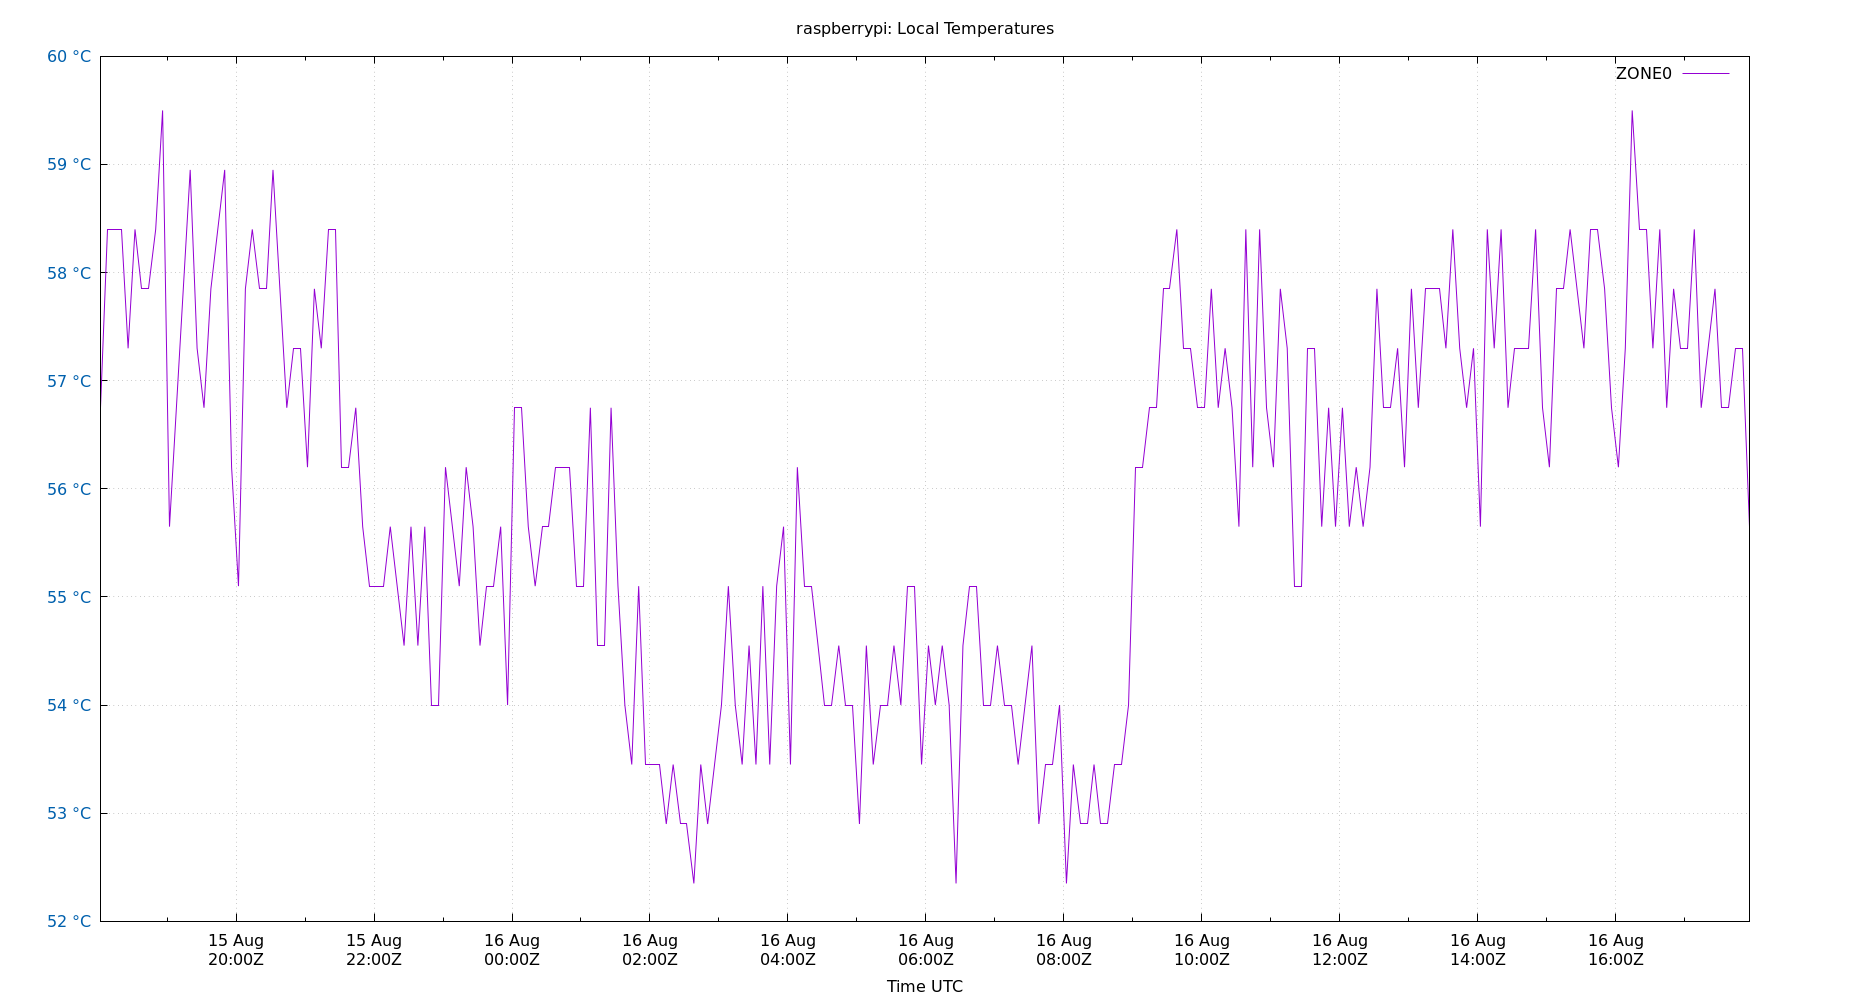 raspberrypi: Local Temperatures
60 °C
ZONE0
59 °C
58 °C
57 °C
56 °C
55 °C
54 °C
53 °C
52 °C
15 Aug 15 Aug 16 Aug 16 Aug 16 Aug 16 Aug 16 Aug 16 Aug 16 Aug 16 Aug 16 Aug
20:00Z 22:00Z 00:00Z 02:00Z 04:00Z 06:00Z 08:00Z 10:00Z 12:00Z 14:00Z 16:00Z
Time UTC